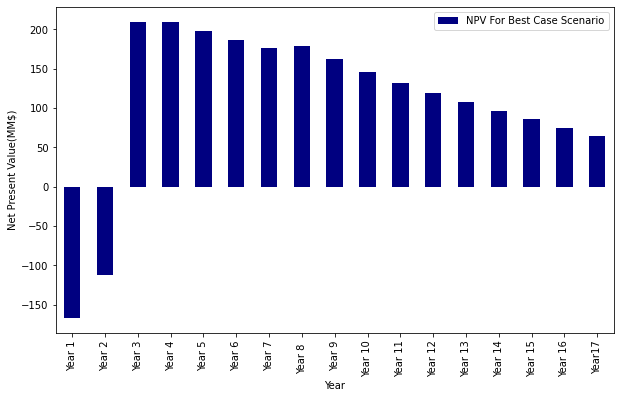 NPV For Best Case Scenario
Net Present Value(MM$)
200
150
100
50
0
−50
−100
−150
Year 1
Year 2
Year 3
Year 4
Year 5
Year 6
Year 7
Year 8
Year 9
Year 10
Year 11
Year 12
Year 13
Year 14
Year 15
Year 16
Year17
Year